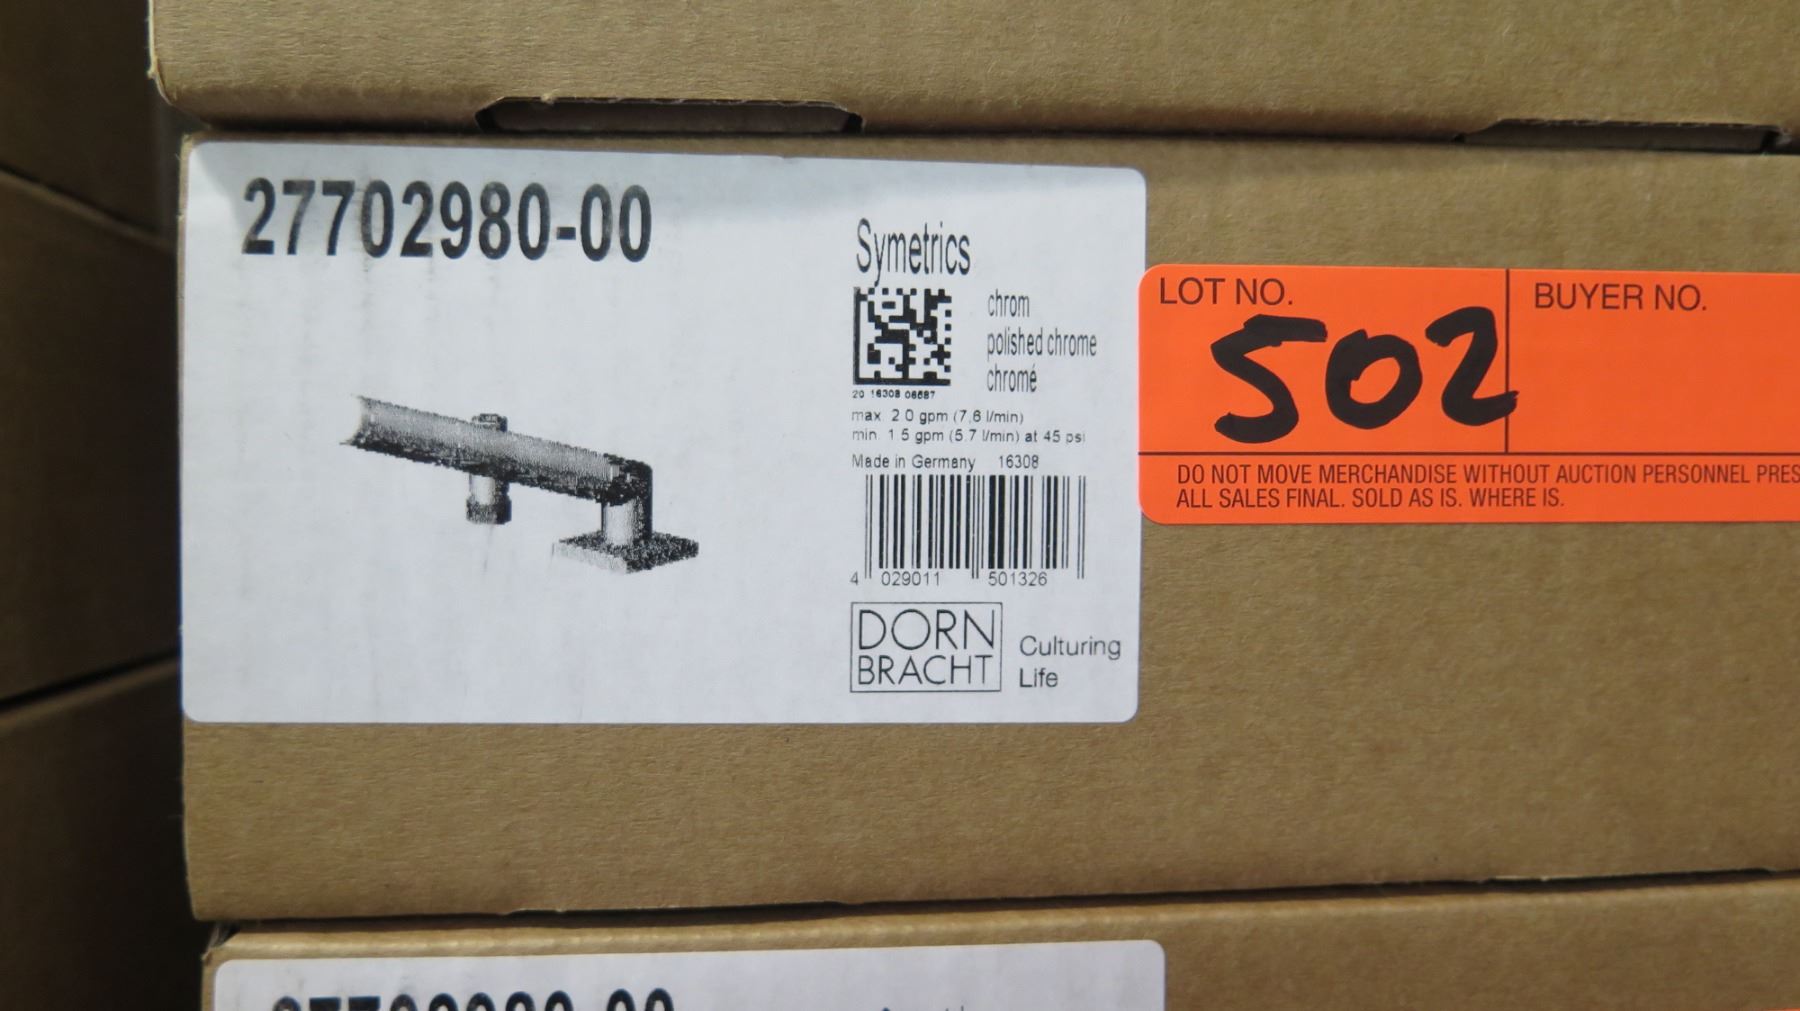 27702980-00
Symetrics
chrom
polished chrome
chromé
20 16308 06687
max. 2.0 gpm (7,6 l/min)
min. 1.5 gpm (5.7 l/min) at 45 psi
Made in Germany 16308
4 029011 501326
DORN
BRACHT
Culturing
Life
LOT NO.
502
BUYER NO.
DO NOT MOVE MERCHANDISE WITHOUT AUCTION PERSONNEL PRES
ALL SALES FINAL. SOLD AS IS. WHERE IS.